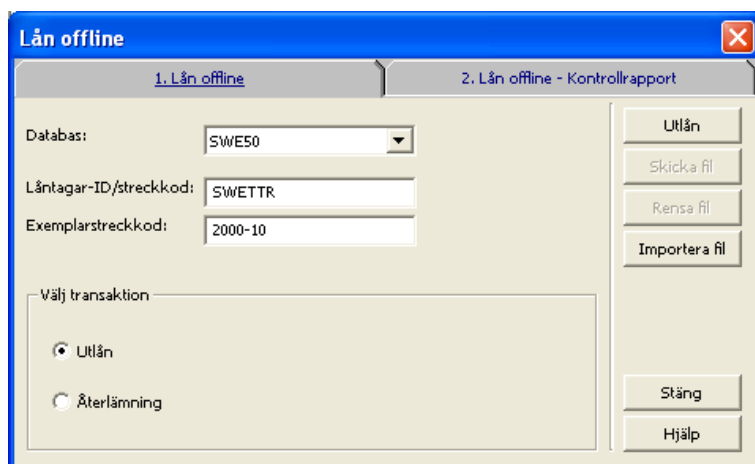 Lån offline
1. Lån offline
2. Lån offline - Kontrollrapport
Databas:
SWE50
Låntagar-ID/streckkod:
SWETTR
Exemplarstreckkod:
2000-10
Välj transaktion
Utlån
Återlämning
Utlån
Skicka fil
Rensa fil
Importera fil
Stäng
Hjälp